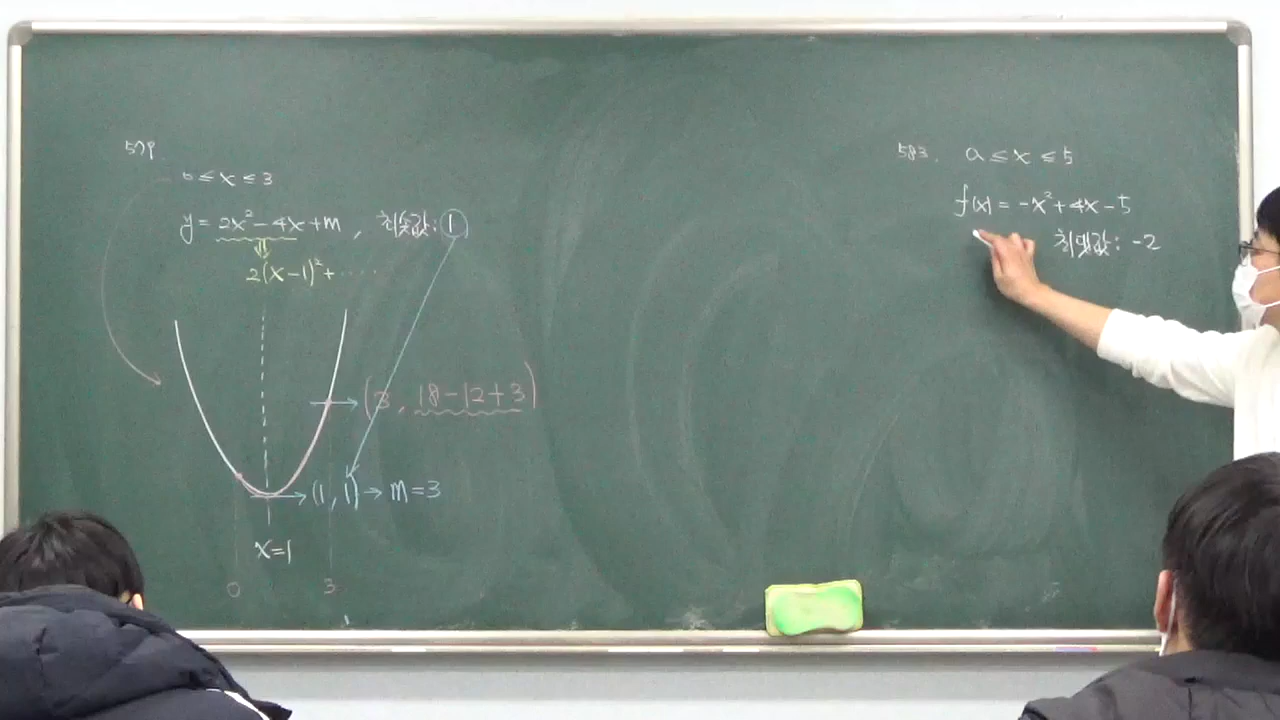 579.
0 ≤ x ≤ 3
y = 2x² − 4x + m , 최솟값 : 1
2(x−1)² + ·····
(3 , 18−12+3)
(1 , 1) → m = 3
x=1
0 3
583. a ≤ x ≤ 5
f(x) = −x² + 4x − 5
최댓값 : −2